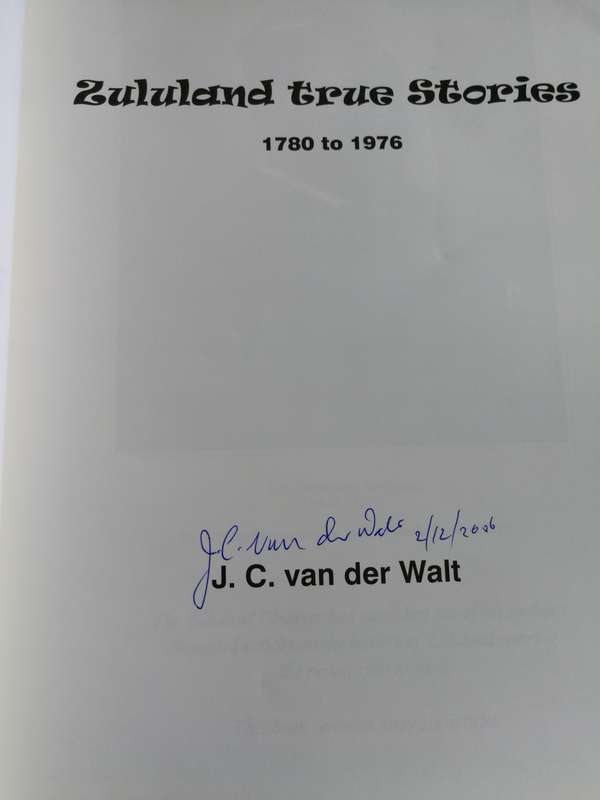 Zululand true Stories
1780 to 1976
J.C. van der Walt 2/12/2006
J. C. van der Walt